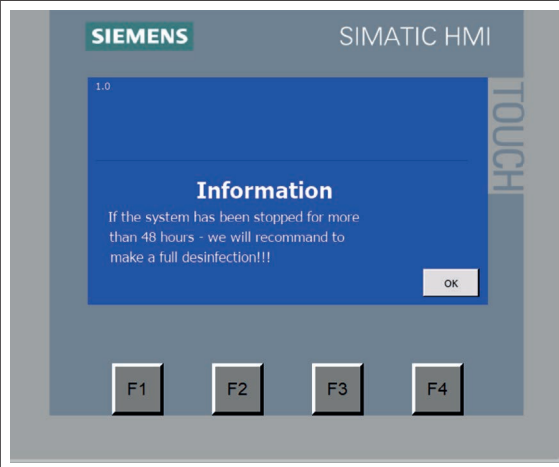 SIEMENS
SIMATIC HMI
TOUCH
1.0
Information
If the system has been stopped for more
than 48 hours - we will recommand to
make a full desinfection!!!
OK
F1
F2
F3
F4